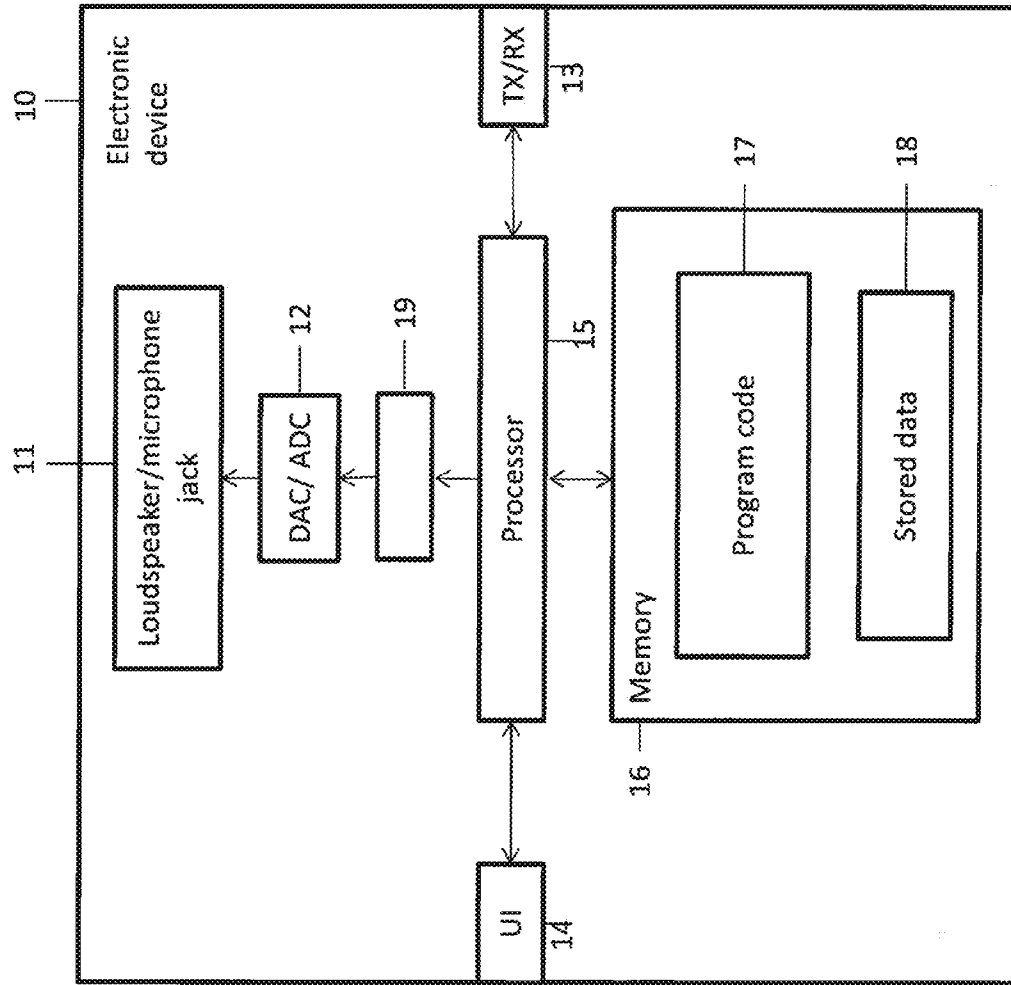 10
Electronic
device
11
Loudspeaker/microphone
jack
12
DAC/ ADC
19
14
UI
15
Processor
13
TX/RX
16
Memory
17
Program code
18
Stored data